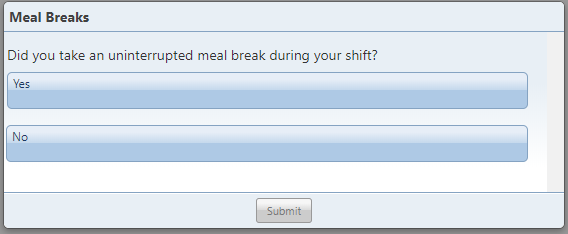 Meal Breaks
Did you take an uninterrupted meal break during your shift?
Yes
No
Submit